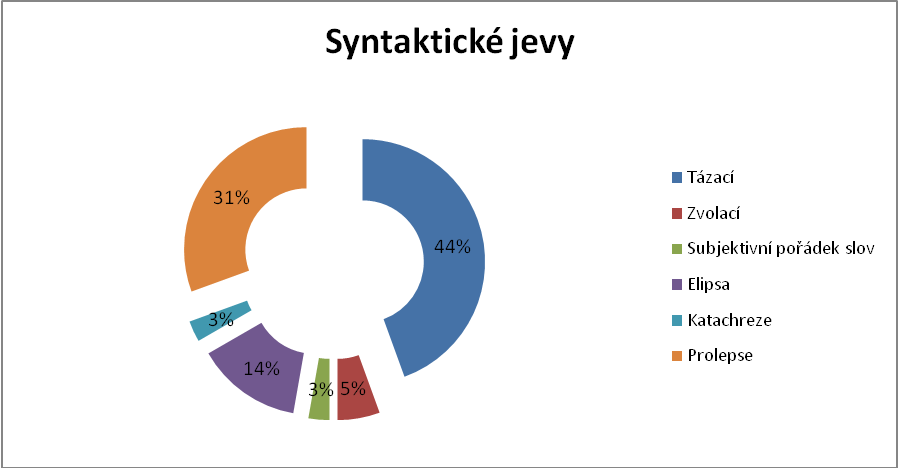 Syntaktické jevy
31%
44%
3%
14%
3%
5%
Tázací
Zvolací
Subjektivní pořádek slov
Elipsa
Katachreze
Prolepse